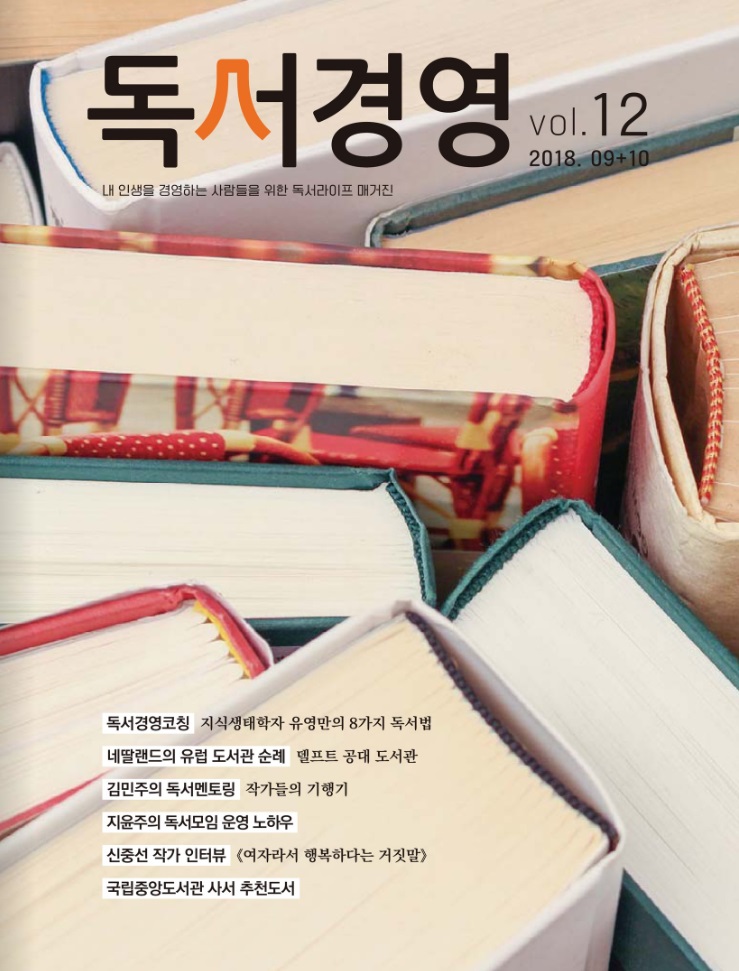 독서경영 vol.12
2018. 09+10
내 인생을 경영하는 사람들을 위한 독서라이프 매거진
독서경영코칭 지식생태학자 유영만의 8가지 독서법
네딸랜드의 유럽 도서관 순례 델프트 공대 도서관
김민주의 독서멘토링 작가들의 기행기
지윤주의 독서모임 운영 노하우
신중선 작가 인터뷰 《여자라서 행복하다는 거짓말》
국립중앙도서관 사서 추천도서